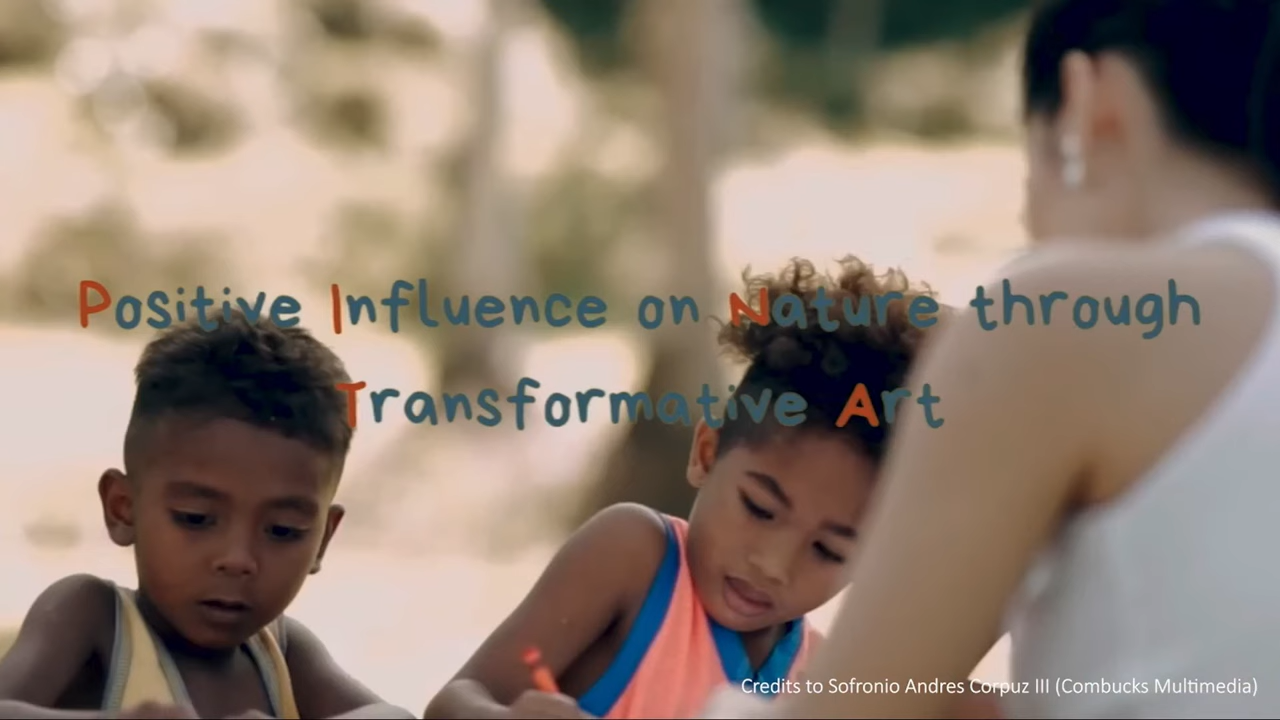 Positive Influence on Nature through
Transformative Art
Credits to Sofronio Andres Corpuz III (Combucks Multimedia)